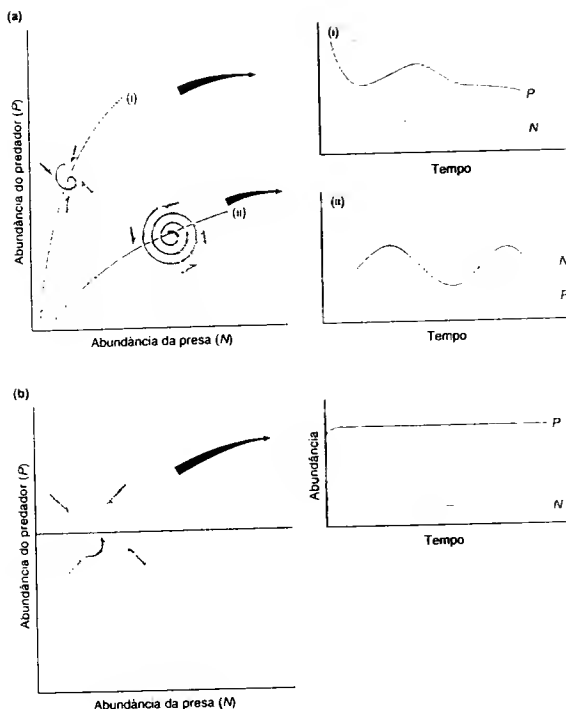 (a)
Abundância do predador (P)
(I)
(II)
Abundância da presa (N)
(I)
P
N
Tempo
(II)
N
P
Tempo
(b)
Abundância do predador (P)
Abundância da presa (N)
Abundância
P
N
Tempo